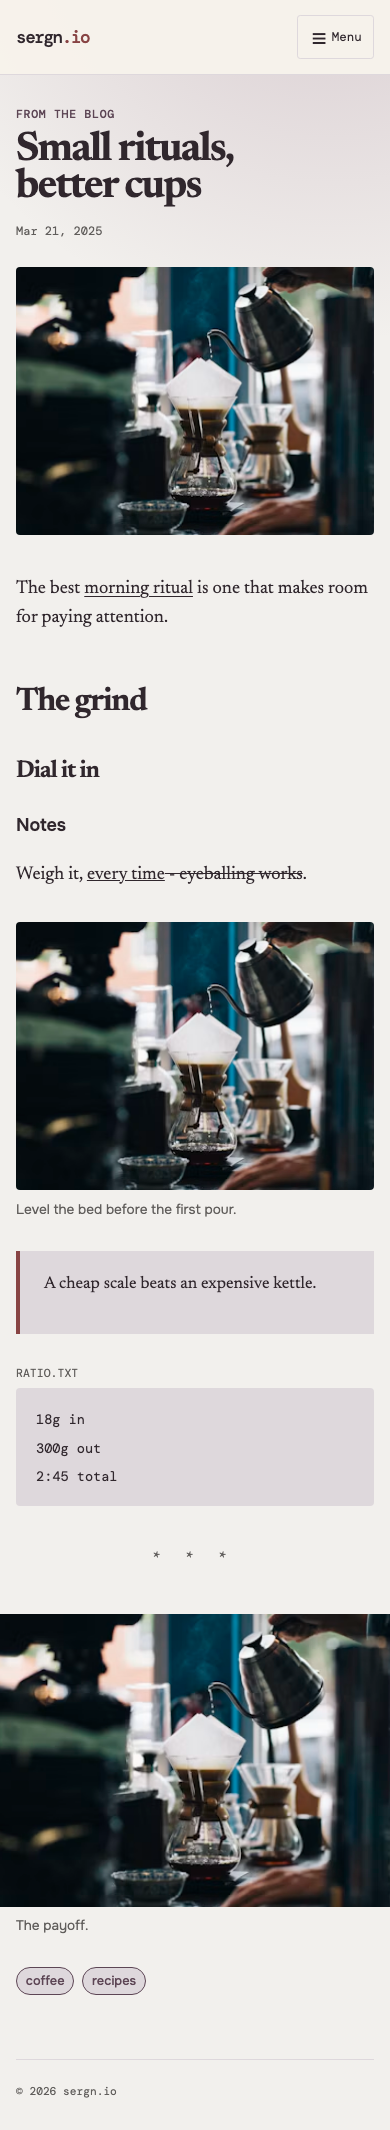 sergn.io
Menu
FROM THE BLOG
Small rituals,
better cups
Mar 21, 2025
The best morning ritual is one that makes room
for paying attention.
The grind
Dial it in
Notes
Weigh it, every time - eyeballing works.
Level the bed before the first pour.
A cheap scale beats an expensive kettle.
RATIO.TXT
18g in
300g out
2:45 total
* * *
The payoff.
coffee recipes
© 2026 sergn.io